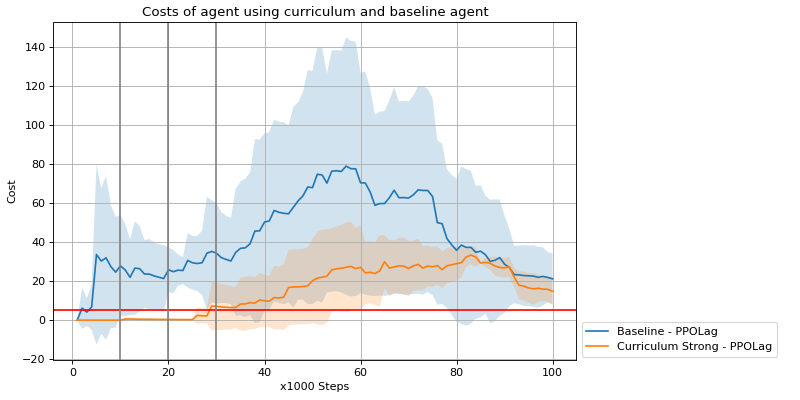 Costs of agent using curriculum and baseline agent
140
120
100
80
60
40
20
0
−20
Cost
0 20 40 60 80 100
x1000 Steps
Baseline - PPOLag
Curriculum Strong - PPOLag